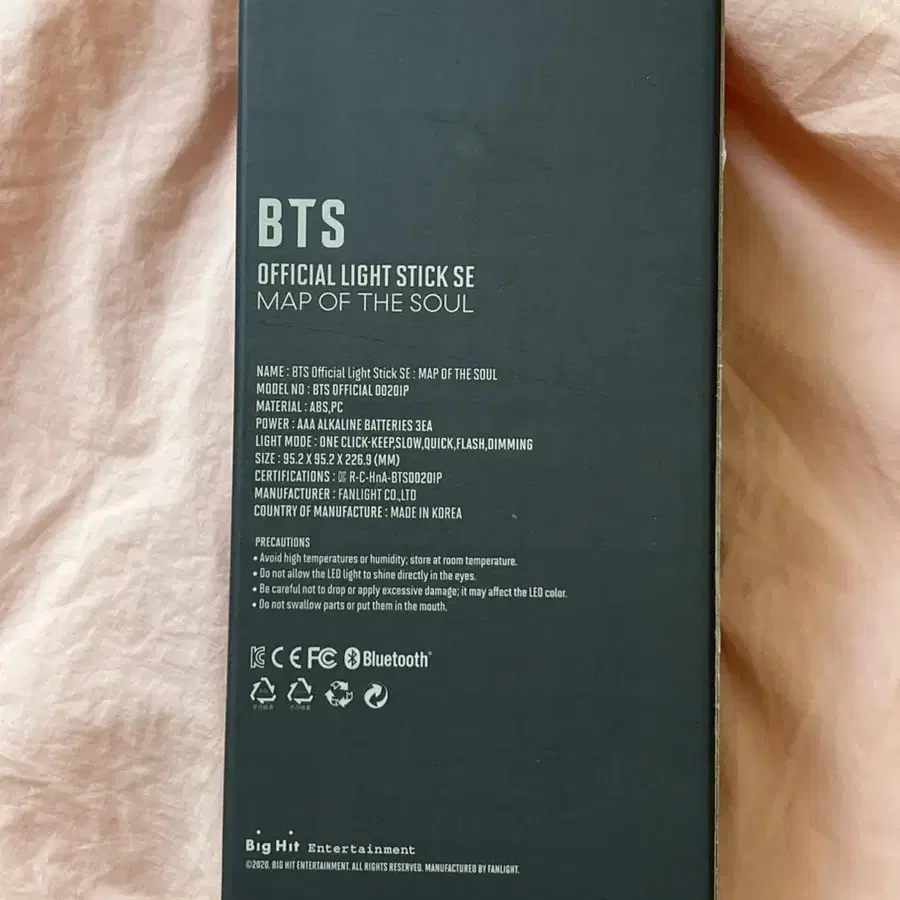 BTS
OFFICIAL LIGHT STICK SE
MAP OF THE SOUL
NAME : BTS Official Light Stick SE : MAP OF THE SOUL
MODEL NO : BTS OFFICIAL 00201P
MATERIAL : ABS,PC
POWER : AAA ALKALINE BATTERIES 3EA
LIGHT MODE : ONE CLICK-KEEP,SLOW,QUICK,FLASH,DIMMING
SIZE : 95.2 X 95.2 X 226.9 (MM)
CERTIFICATIONS : R-C-HnA-BTS00201P
MANUFACTURER : FANLIGHT CO.,LTD
COUNTRY OF MANUFACTURE : MADE IN KOREA
PRECAUTIONS
• Avoid high temperatures or humidity; store at room temperature.
• Do not allow the LED light to shine directly in the eyes.
• Be careful not to drop or apply excessive damage; it may affect the LED color.
• Do not swallow parts or put them in the mouth.
CE FC Bluetooth®
Big Hit Entertainment
©2020. BIG HIT ENTERTAINMENT. ALL RIGHTS RESERVED. MANUFACTURED BY FANLIGHT.